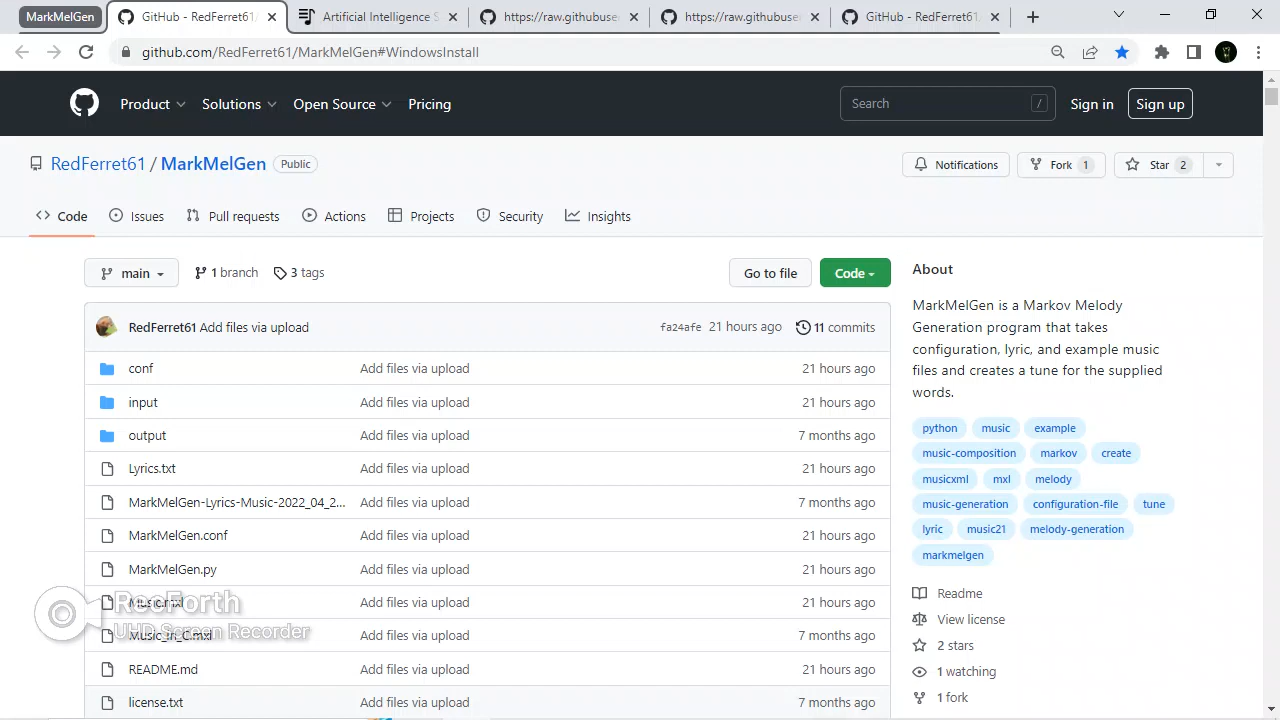 MarkMelGen
GitHub - RedFerret61
Artificial Intelligence S
https://raw.githubuser
https://raw.githubuser
GitHub - RedFerret61
github.com/RedFerret61/MarkMelGen#WindowsInstall
Product
Solutions
Open Source
Pricing
Search
/
Sign in
Sign up
RedFerret61 / MarkMelGen
Public
Notifications
Fork 1
Star 2
Code
Issues
Pull requests
Actions
Projects
Security
Insights
main
1 branch
3 tags
Go to file
Code
RedFerret61 Add files via upload
fa24afe 21 hours ago
11 commits
conf Add files via upload 21 hours ago
input Add files via upload 21 hours ago
output Add files via upload 7 months ago
Lyrics.txt Add files via upload 21 hours ago
MarkMelGen-Lyrics-Music-2022_04_2... Add files via upload 7 months ago
MarkMelGen.conf Add files via upload 21 hours ago
MarkMelGen.py Add files via upload 21 hours ago
Music.mxl Add files via upload 21 hours ago
Music_in_C.mxl Add files via upload 7 months ago
README.md Add files via upload 21 hours ago
license.txt Add files via upload 7 months ago
RecForth
UHD Screen Recorder
About
MarkMelGen is a Markov Melody
Generation program that takes
configuration, lyric, and example music
files and creates a tune for the supplied
words.
python music example
music-composition markov create
musicxml mxl melody
music-generation configuration-file tune
lyric music21 melody-generation
markmelgen
Readme
View license
2 stars
1 watching
1 fork